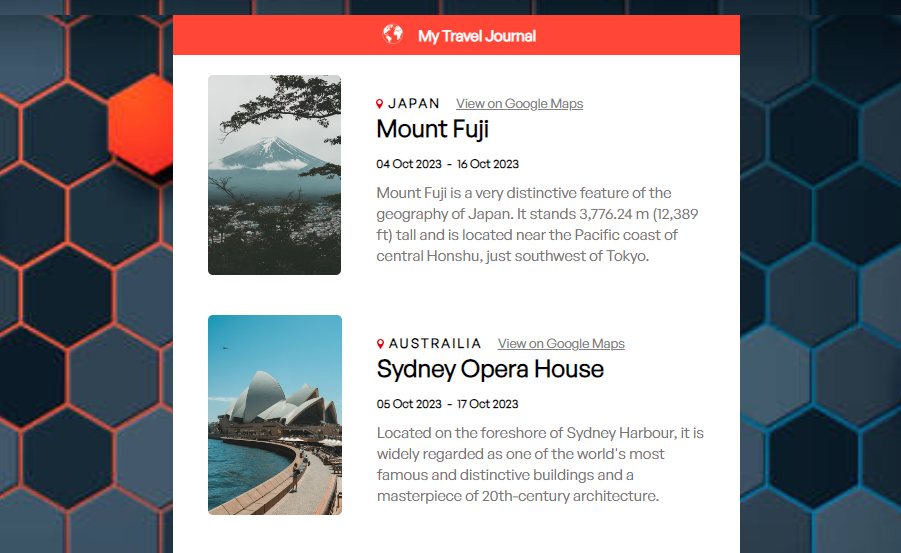 My Travel Journal
JAPAN View on Google Maps
Mount Fuji
04 Oct 2023 - 16 Oct 2023
Mount Fuji is a very distinctive feature of the
geography of Japan. It stands 3,776.24 m (12,389
ft) tall and is located near the Pacific coast of
central Honshu, just southwest of Tokyo.
AUSTRAILIA View on Google Maps
Sydney Opera House
05 Oct 2023 - 17 Oct 2023
Located on the foreshore of Sydney Harbour, it is
widely regarded as one of the world's most
famous and distinctive buildings and a
masterpiece of 20th-century architecture.